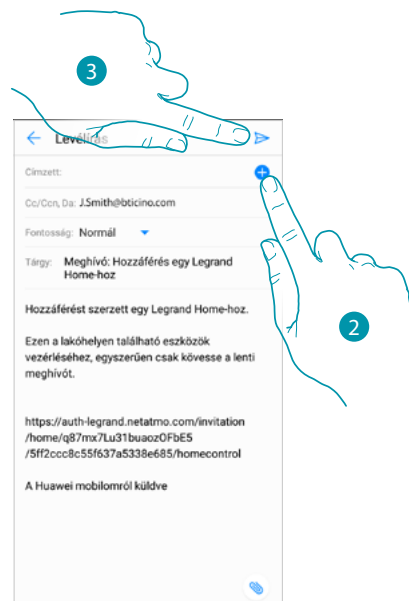 3
Levélírás
Címzett:
Cc/Ccn, Da: J.Smith@bticino.com
Fontosság: Normál
Tárgy: Meghívó: Hozzáférés egy Legrand
Home-hoz
Hozzáférést szerzett egy Legrand Home-hoz.
Ezen a lakóhelyen található eszközök
vezérléséhez, egyszerűen csak kövesse a lenti
meghívót.
2
https://auth-legrand.netatmo.com/invitation
/home/q87mx7Lu31buaozOFbE5
/5ff2ccc8c55f637a5338e685/homecontrol
A Huawei mobilomról küldve